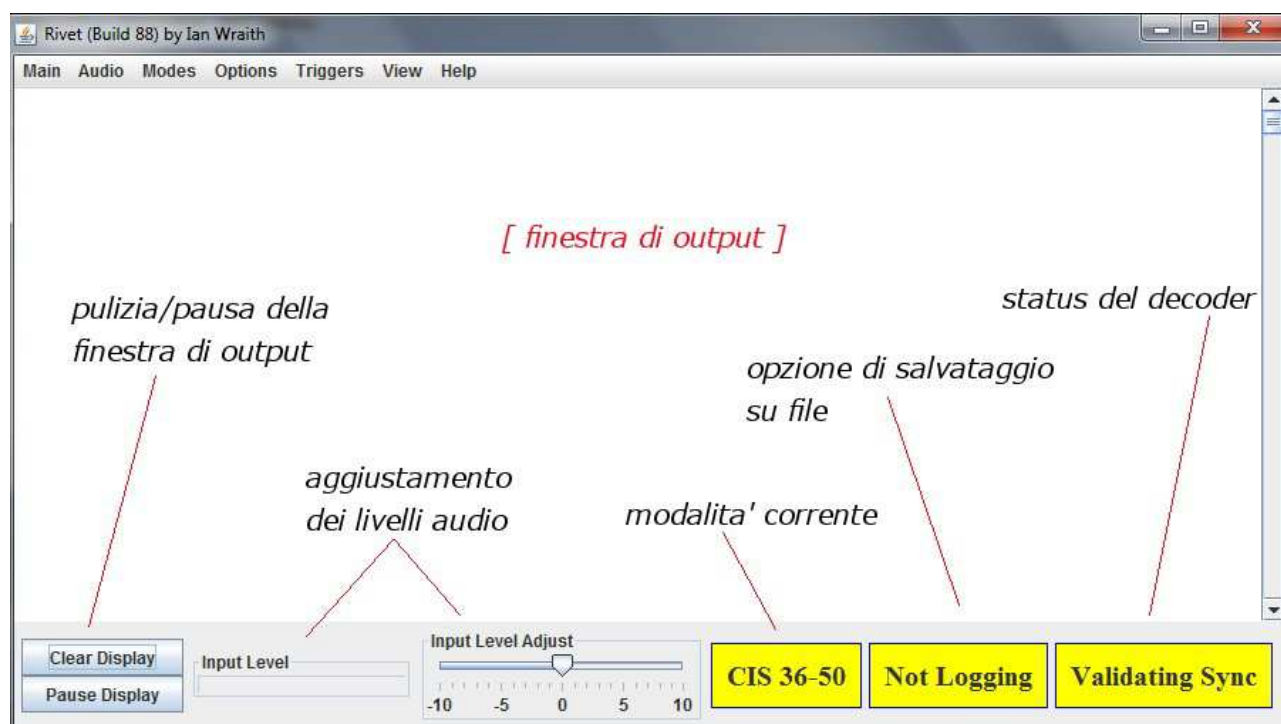 Rivet (Build 88) by Ian Wraith
Main Audio Modes Options Triggers View Help
[ finestra di output ]
pulizia/pausa della
finestra di output
status del decoder
opzione di salvataggio
su file
aggiustamento
dei livelli audio
modalita' corrente
Clear Display
Pause Display
Input Level
Input Level Adjust
-10 -5 0 5 10
CIS 36-50
Not Logging
Validating Sync